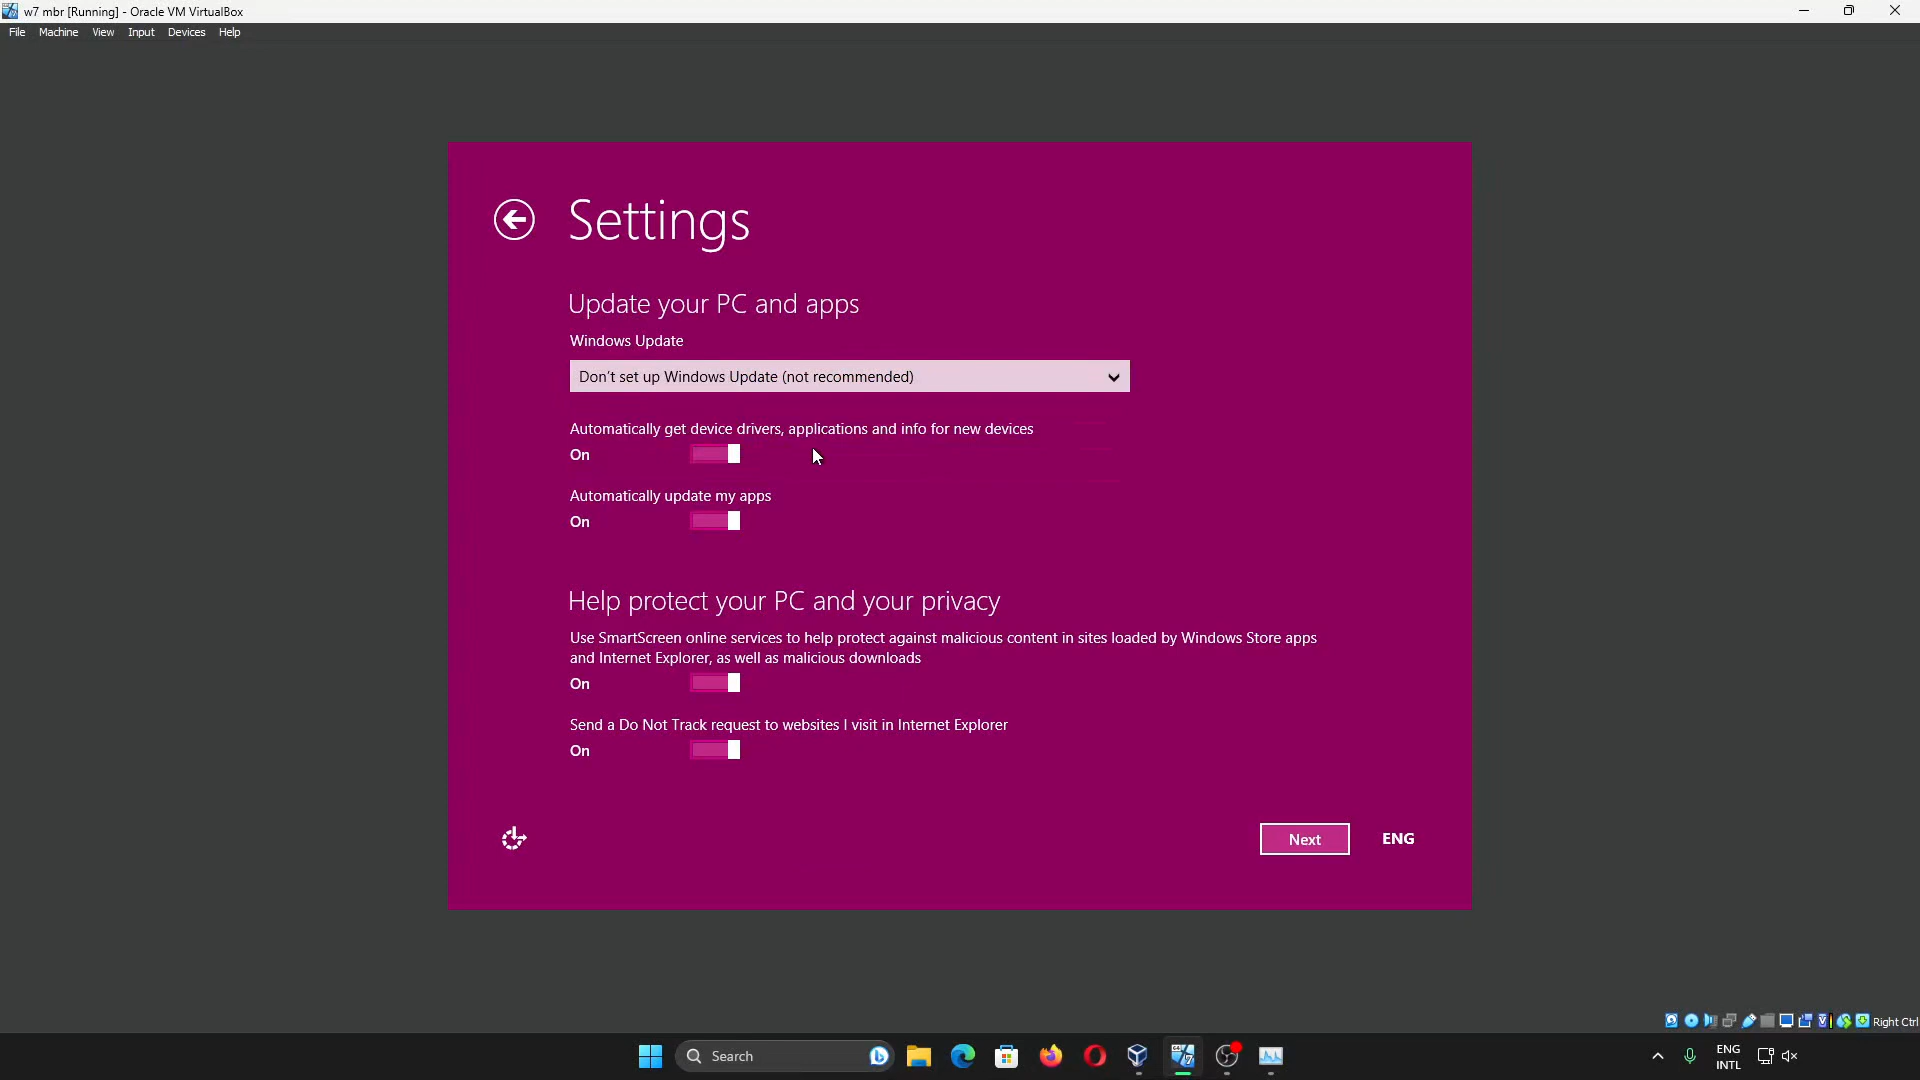 w7 mbr [Running] - Oracle VM VirtualBox
File Machine View Input Devices Help
Settings
Update your PC and apps
Windows Update
Don't set up Windows Update (not recommended)
Automatically get device drivers, applications and info for new devices
On
Automatically update my apps
On
Help protect your PC and your privacy
Use SmartScreen online services to help protect against malicious content in sites loaded by Windows Store apps
and Internet Explorer, as well as malicious downloads
On
Send a Do Not Track request to websites I visit in Internet Explorer
On
Next ENG
Right Ctrl
Search
ENG
INTL